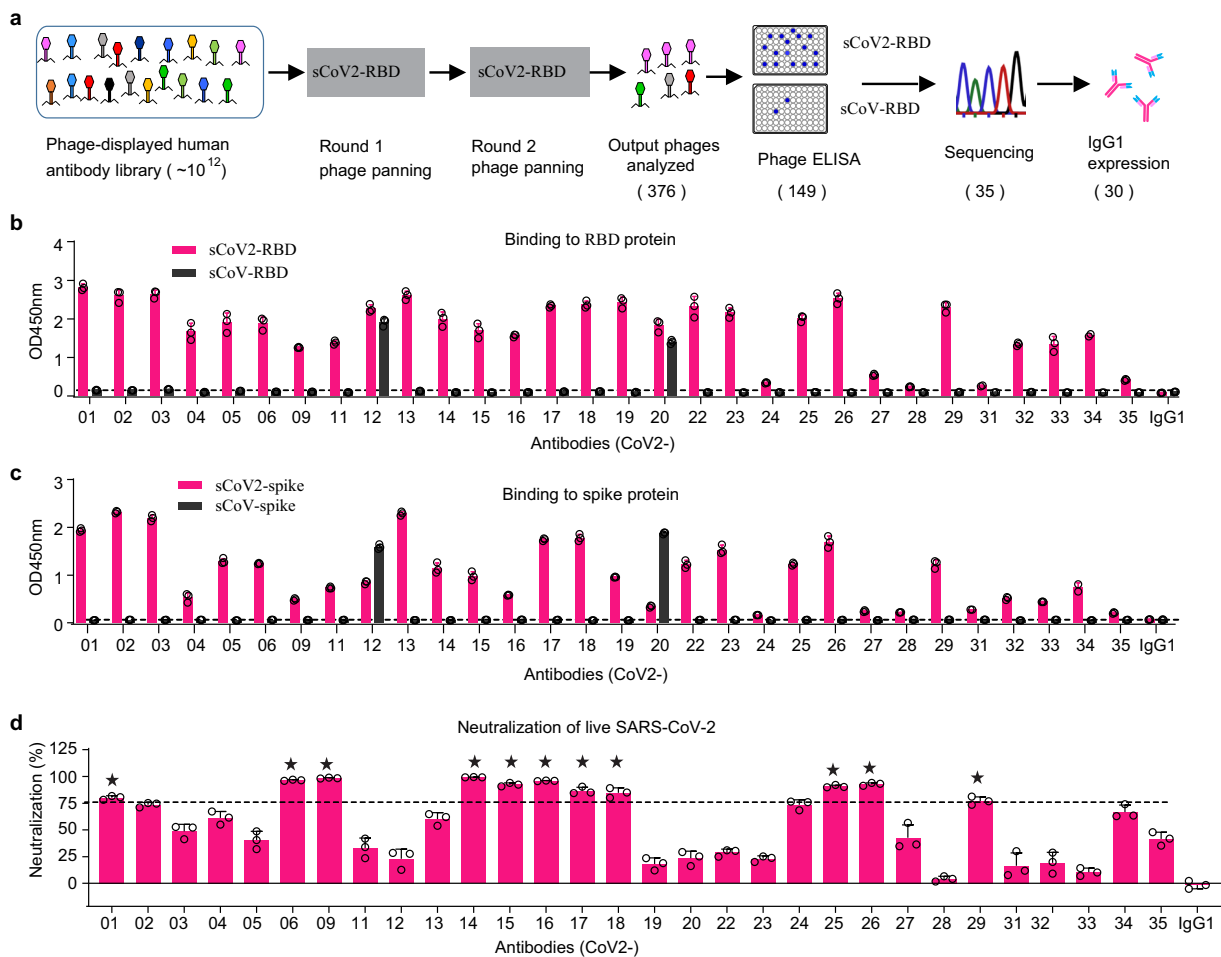 a
sCoV2-RBD
sCoV2-RBD
sCoV2-RBD
sCoV-RBD
Phage-displayed human
antibody library ( ~10^12)
Round 1
phage panning
Round 2
phage panning
Output phages
analyzed
( 376 )
Phage ELISA
( 149 )
Sequencing
( 35 )
IgG1
expression
( 30 )
b
Binding to RBD protein
sCoV2-RBD
sCoV-RBD
OD450nm
4
3
2
1
0
01 02 03 04 05 06 09 11 12 13 14 15 16 17 18 19 20 22 23 24 25 26 27 28 29 31 32 33 34 35 IgG1
Antibodies (CoV2-)
c
Binding to spike protein
sCoV2-spike
sCoV-spike
OD450nm
3
2
1
0
01 02 03 04 05 06 09 11 12 13 14 15 16 17 18 19 20 22 23 24 25 26 27 28 29 31 32 33 34 35 IgG1
Antibodies (CoV2-)
d
Neutralization of live SARS-CoV-2
Neutralization (%)
125
100
75
50
25
0
01 02 03 04 05 06 09 14 15 16 17 18 11 12 13 19 20 22 23 24 25 26 27 28 29 31 32 33 34 35 IgG1
Antibodies (CoV2-)